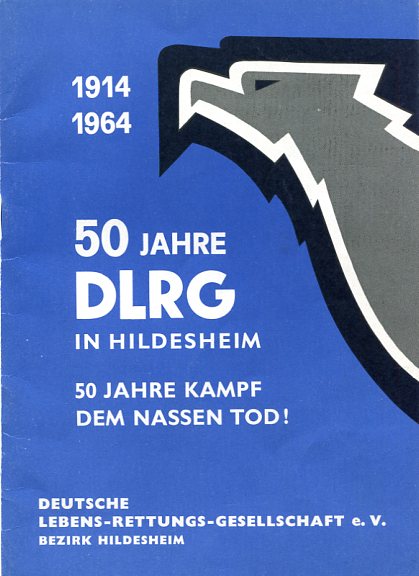 1914
1964
50 JAHRE
DLRG
IN HILDESHEIM
50 JAHRE KAMPF
DEM NASSEN TOD!
DEUTSCHE
LEBENS-RETTUNGS-GESELLSCHAFT e. V.
BEZIRK HILDESHEIM